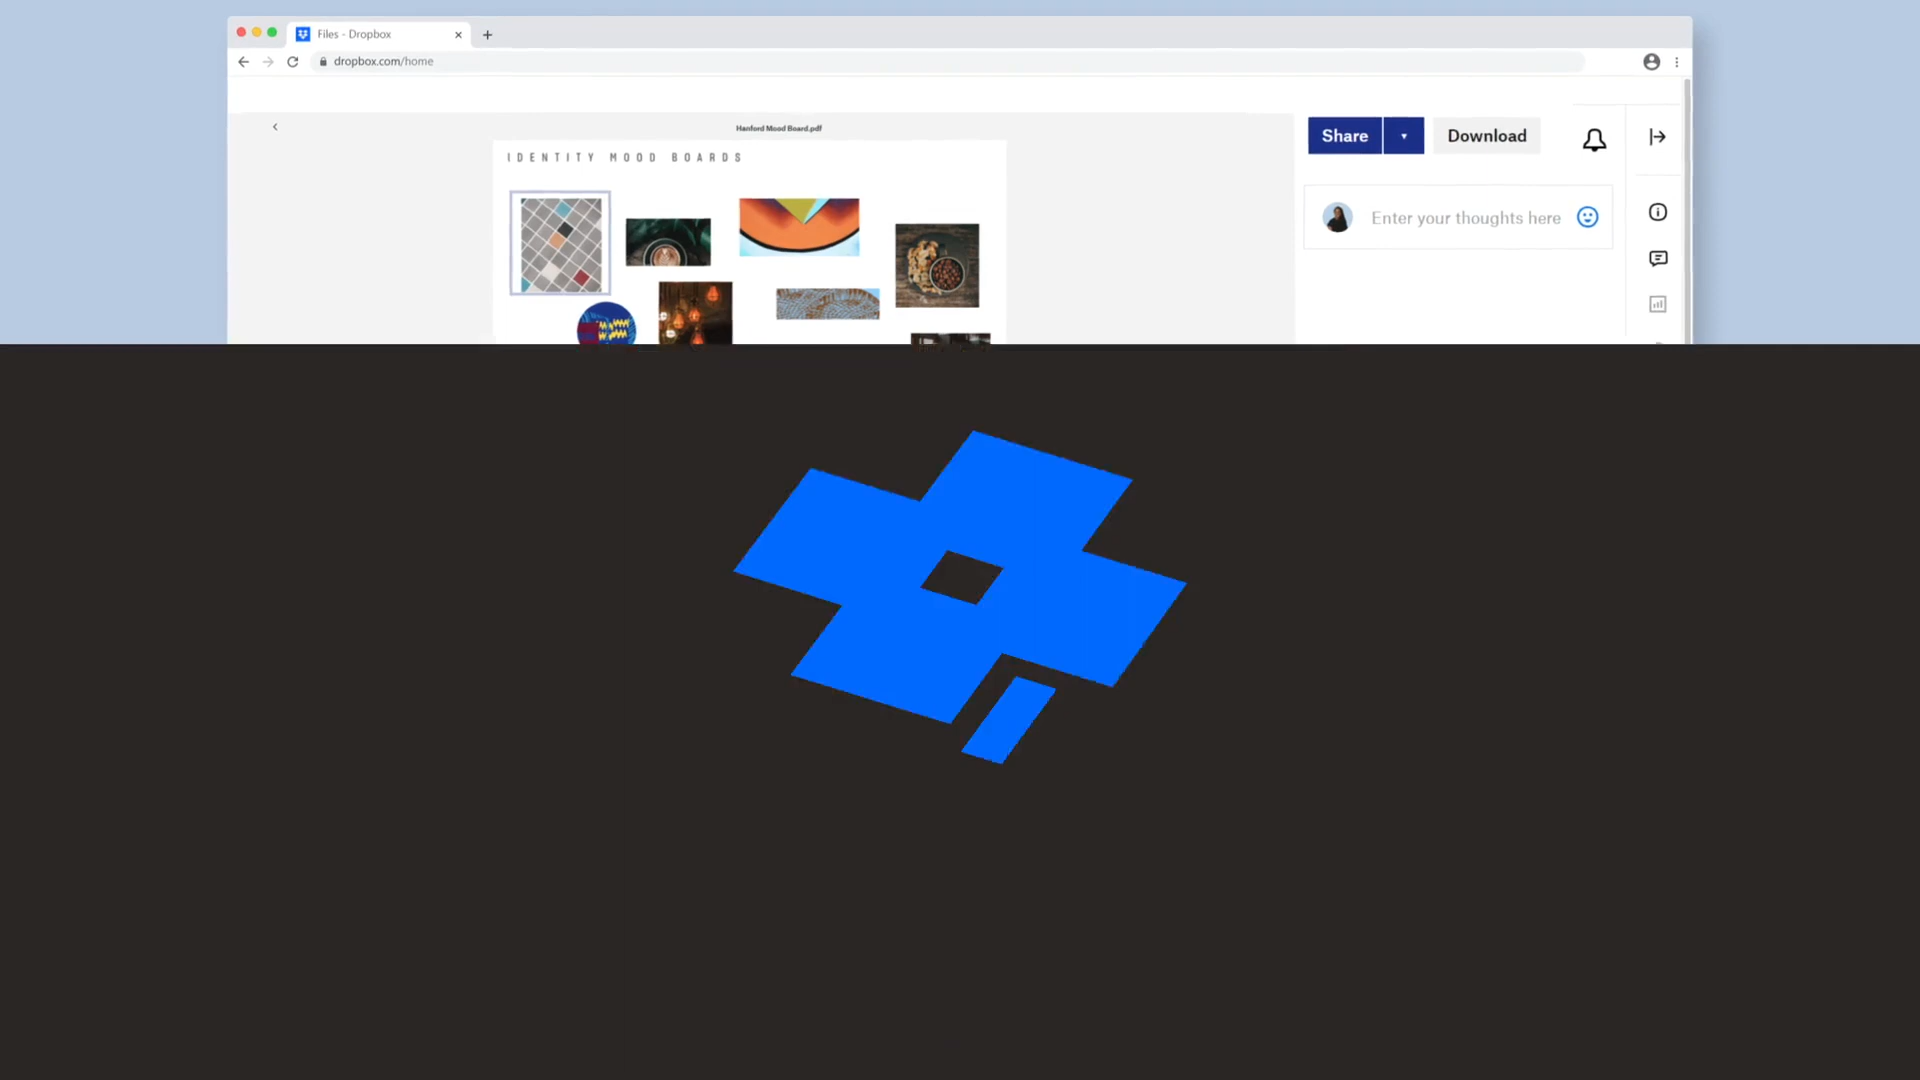 Files - Dropbox
dropbox.com/home
Hanford Mood Board.pdf
IDENTITY MOOD BOARDS
Share
Download
Enter your thoughts here